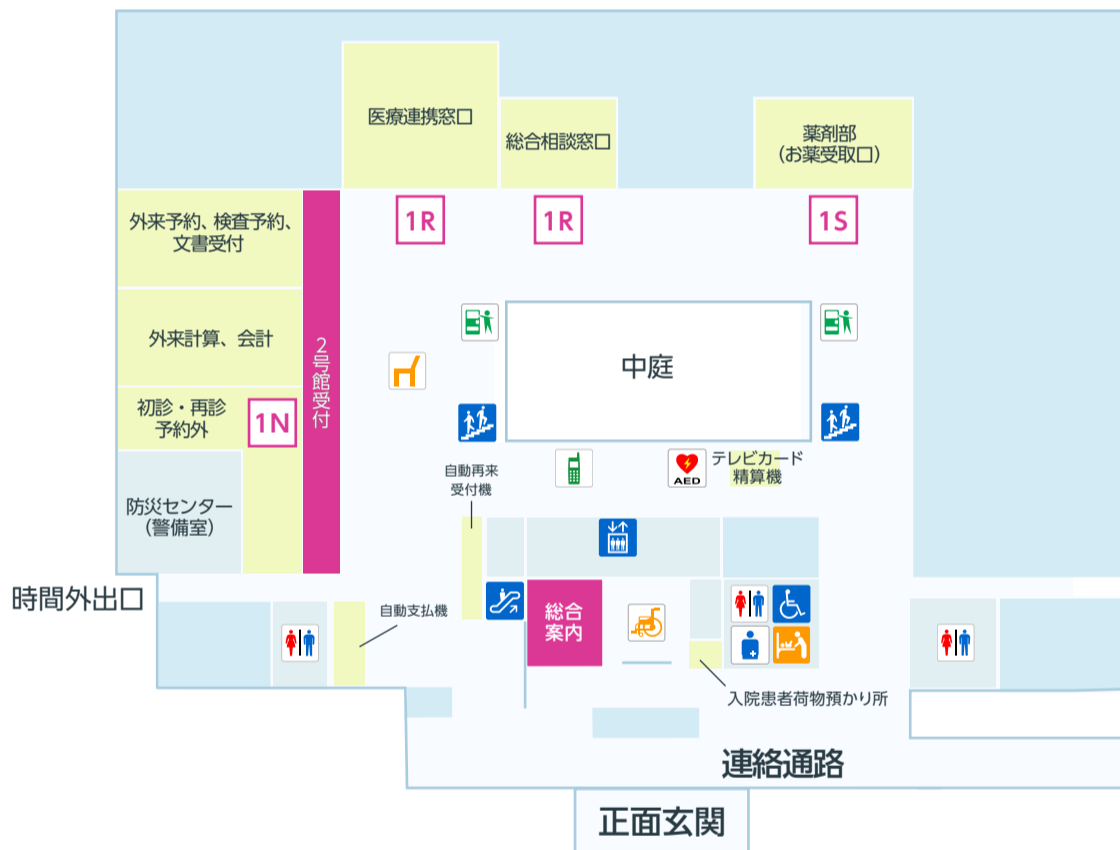 医療連携窓口
総合相談窓口
薬剤部
(お薬受取口)
1R
1R
1S
外来予約、検査予約、
文書受付
外来計算、会計
初診・再診
予約外
1N
2号館受付
防災センター
(警備室)
中庭
AED
テレビカード
精算機
自動再来
受付機
時間外出口
自動支払機
総合
案内
入院患者荷物預かり所
連絡通路
正面玄関